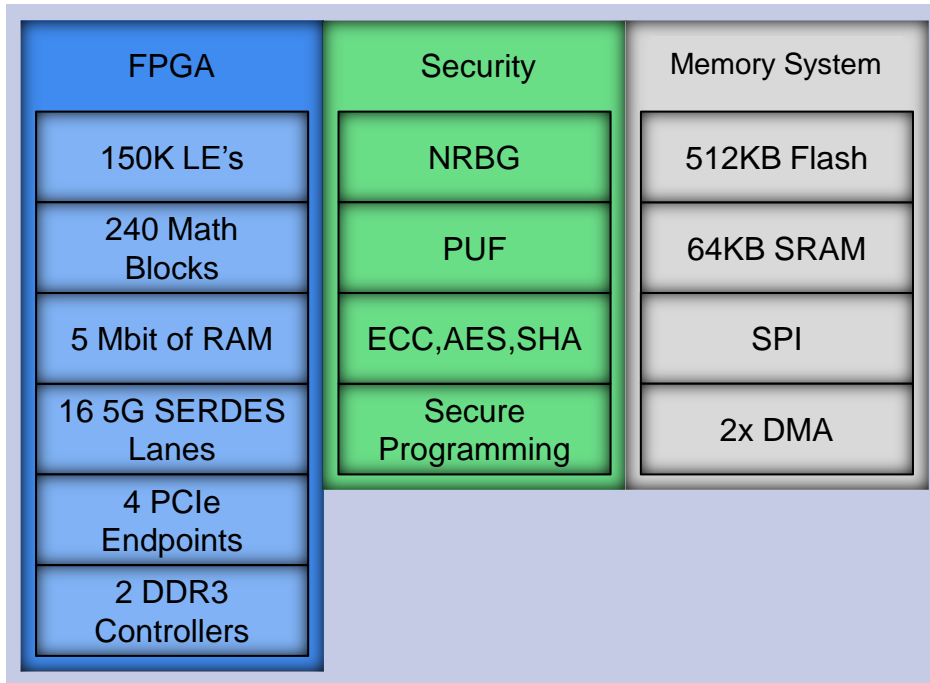 FPGA
150K LE's
240 Math
Blocks
5 Mbit of RAM
16 5G SERDES
Lanes
4 PCIe
Endpoints
2 DDR3
Controllers
Security
NRBG
PUF
ECC,AES,SHA
Secure
Programming
Memory System
512KB Flash
64KB SRAM
SPI
2x DMA